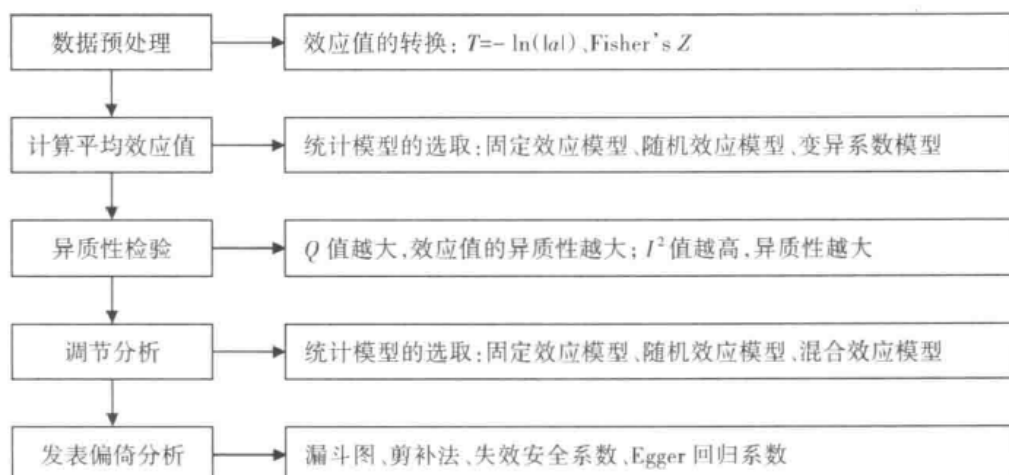 数据预处理
效应值的转换：T=- ln(|a|)、Fisher's Z
计算平均效应值
统计模型的选取：固定效应模型、随机效应模型、变异系数模型
异质性检验
Q 值越大，效应值的异质性越大；I² 值越高，异质性越大
调节分析
统计模型的选取：固定效应模型、随机效应模型、混合效应模型
发表偏倚分析
漏斗图、剪补法、失效安全系数、Egger 回归系数